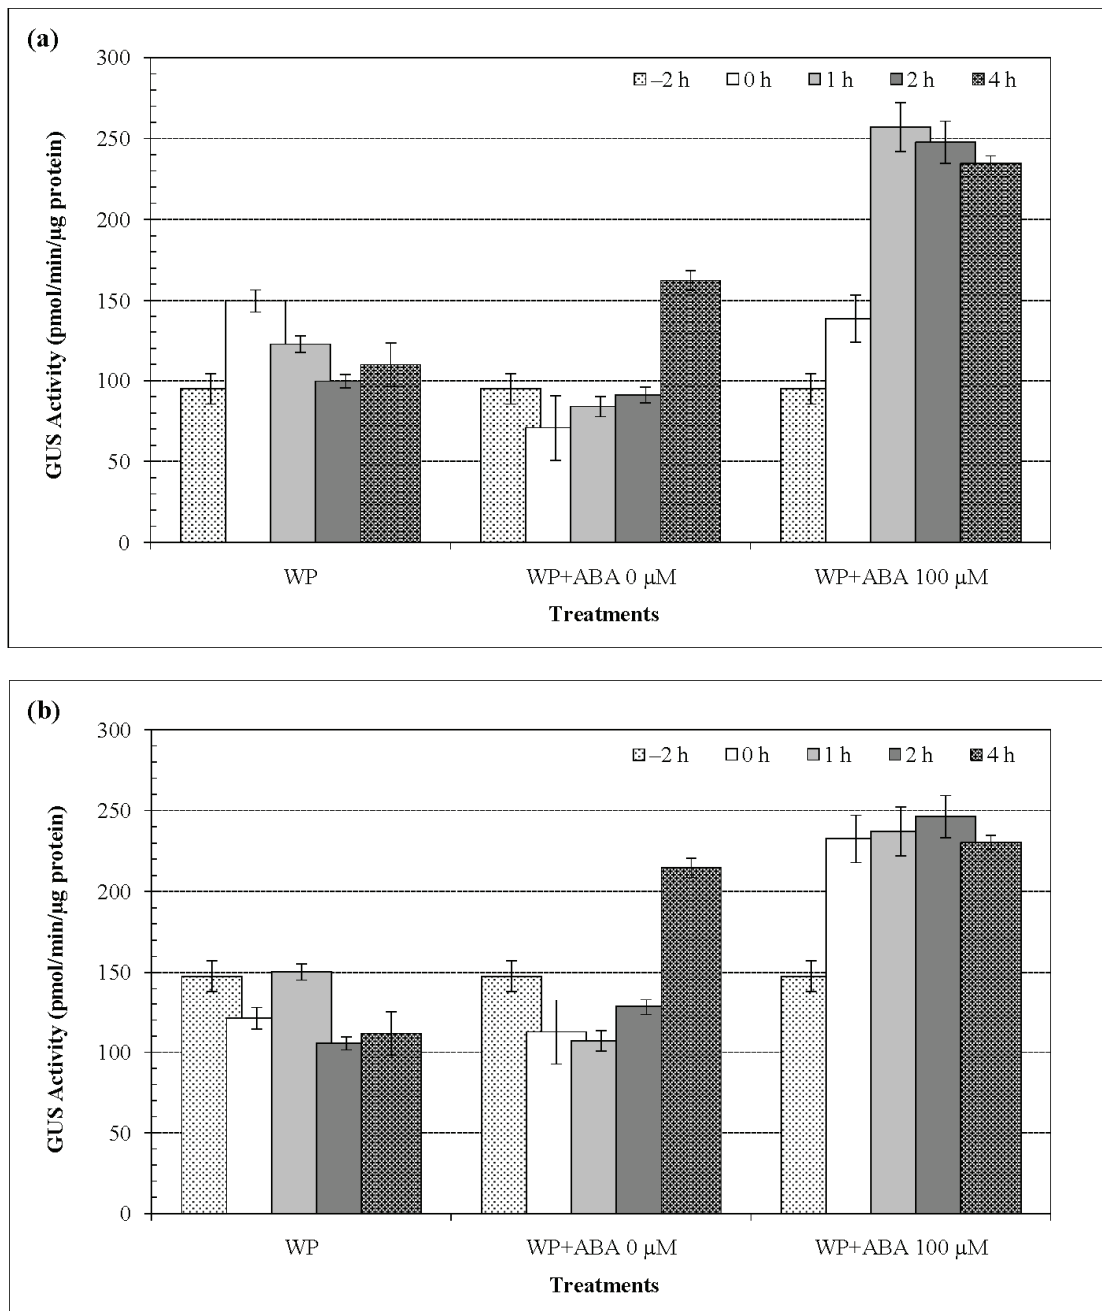 (a)
300
–2 h 0 h 1 h 2 h 4 h
250
200
150
100
50
0
GUS Activity (pmol/min/µg protein)
WP WP+ABA 0 µM WP+ABA 100 µM
Treatments
(b)
300
–2 h 0 h 1 h 2 h 4 h
250
200
150
100
50
0
GUS Activity (pmol/min/µg protein)
WP WP+ABA 0 µM WP+ABA 100 µM
Treatments